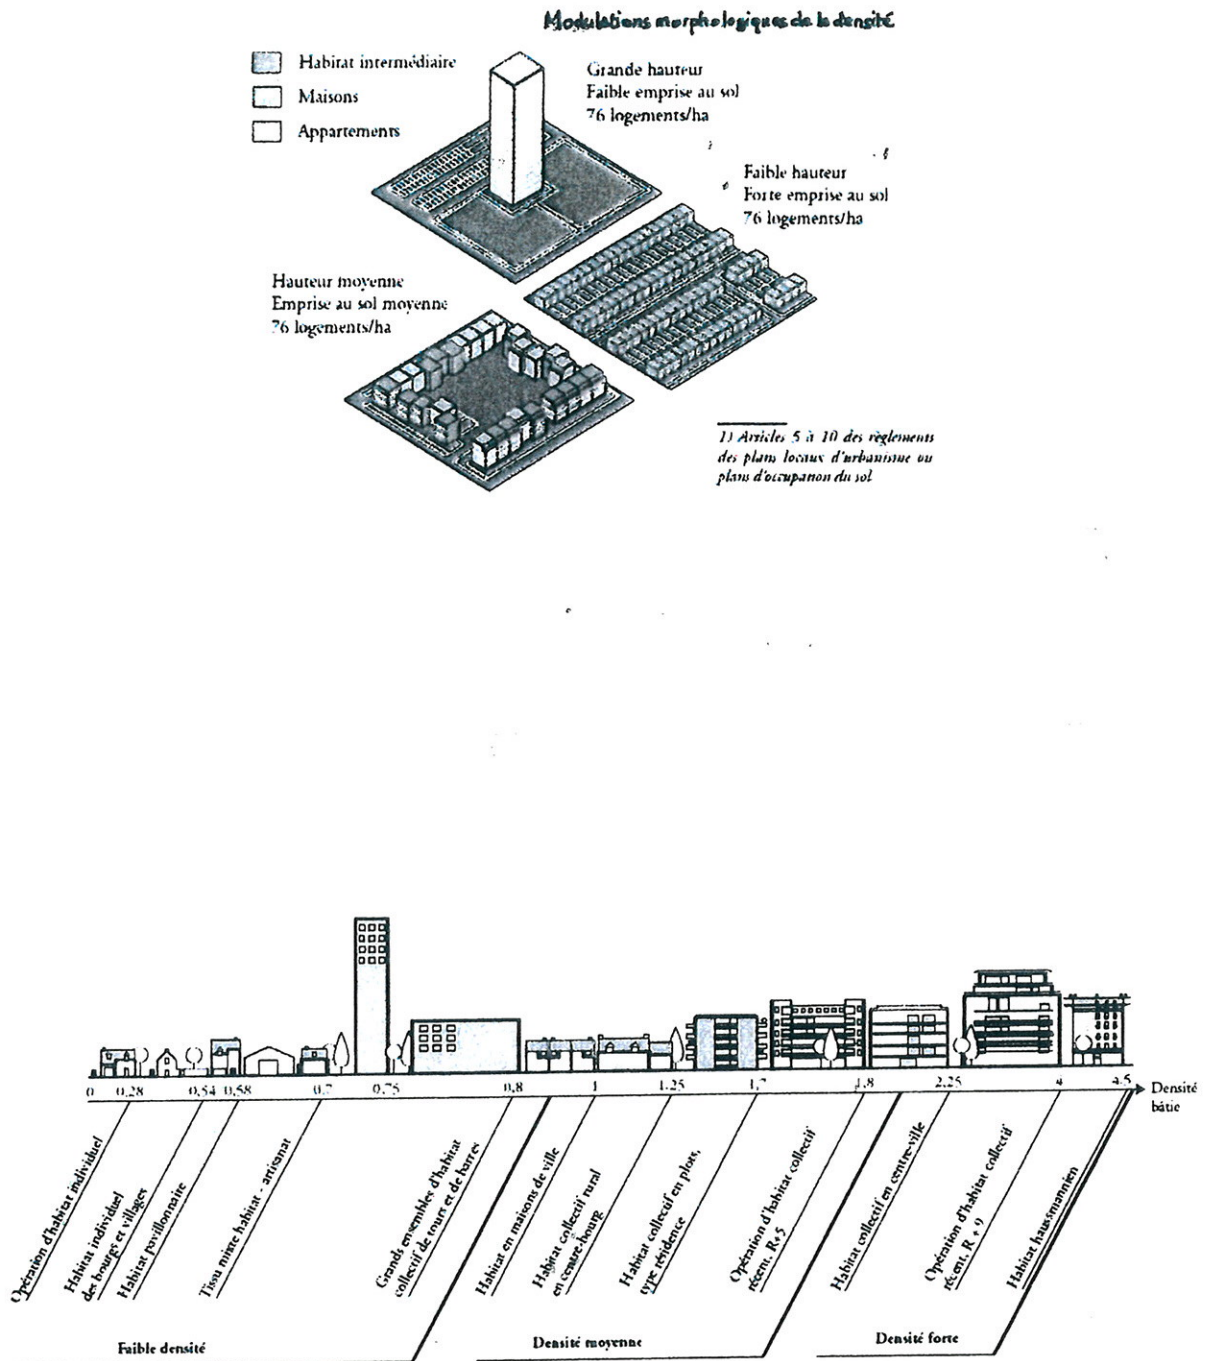 Modulations morphologiques de la densité
Habitat intermédiaire
Maisons
Appartements
Grande hauteur
Faible emprise au sol
76 logements/ha
Faible hauteur
Forte emprise au sol
76 logements/ha
Hauteur moyenne
Emprise au sol moyenne
76 logements/ha
1) Articles 5 à 10 des règlements
des plans locaux d'urbanisme ou
plans d'occupation du sol
0 0,28 0,54 0,58 0,7 0,75 0,8 1 1,25 1,7 1,8 2,25 4 4,5
Densité
bâtie
Opération d'habitat individuel
Habitat individuel
des bourgs et villages
Habitat pavillonnaire
Tissu mixte habitat - artisanat
Grands ensembles d'habitat
collectif de tours et de barres
Habitat en maisons de ville
Habitat collectif rural
en centre-bourg
Habitat collectif en plots,
type résidence
Opération d'habitat collectif
récent, R+5
Habitat collectif en centre-ville
Opération d'habitat collectif
récent, R + 9
Habitat haussmannien
Faible densité
Densité moyenne
Densité forte